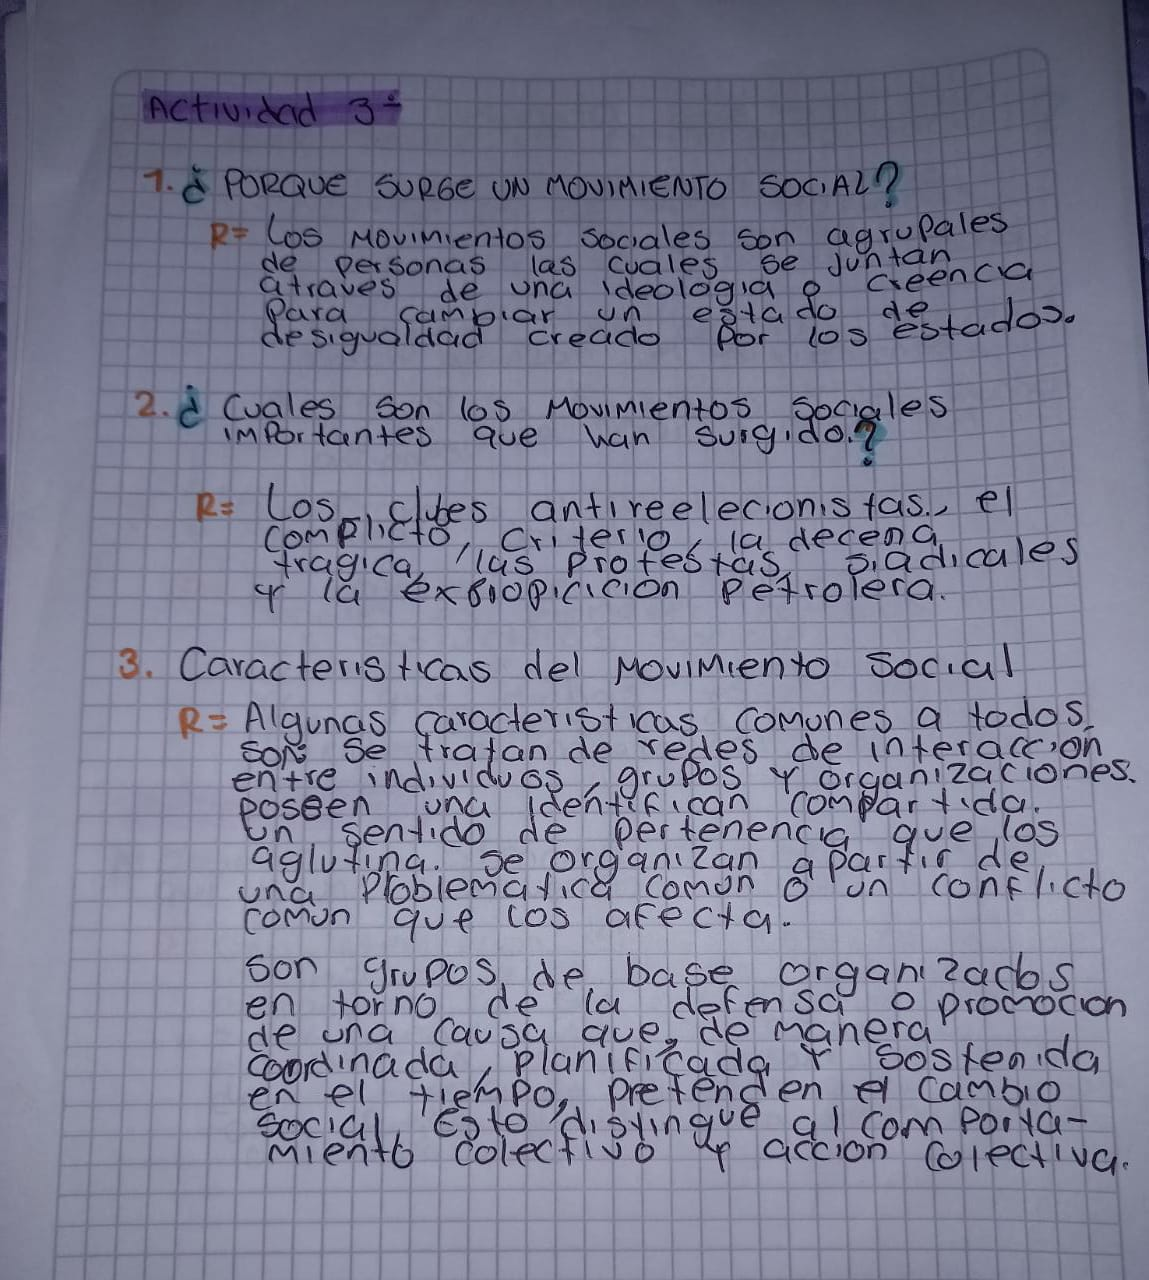 Actividad 3÷
1. ¿ PORQUE SURGE UN MOVIMIENTO SOCIAL?
R= Los Movimientos sociales son agrupales
de personas las cuales se juntan
atraves de una ideologia o creencia
Para cambiar un estado de
desigualdad creado por los estados.
2. ¿ Cuales son los Movimientos sociales
importantes que han surgido.?
R= Los clubes antireelecionistas., el
complicto, criterio, la decena
tragica, las protestas, siadicales
y la exbiopicicion petrolera.
3. Caracteristicas del Movimiento social
R= Algunas caracteristicas comunes a todos
son: se tratan de redes de interaccion
entre individuos, grupos y organizaciones.
poseen una identifican compartida.
un sentido de pertenencia que los
aglutina. se organizan apartir de
una problematica comun o un conflicto
comun que los afecta.
son grupos de base organizados
en torno de la defensa o promocion
de una causa que, de manera
coordinada, planificada y sostenida
en el tiempo, pretenden el cambio
social, Esto distingue al comporta-
miento colectivo y accion colectiva.